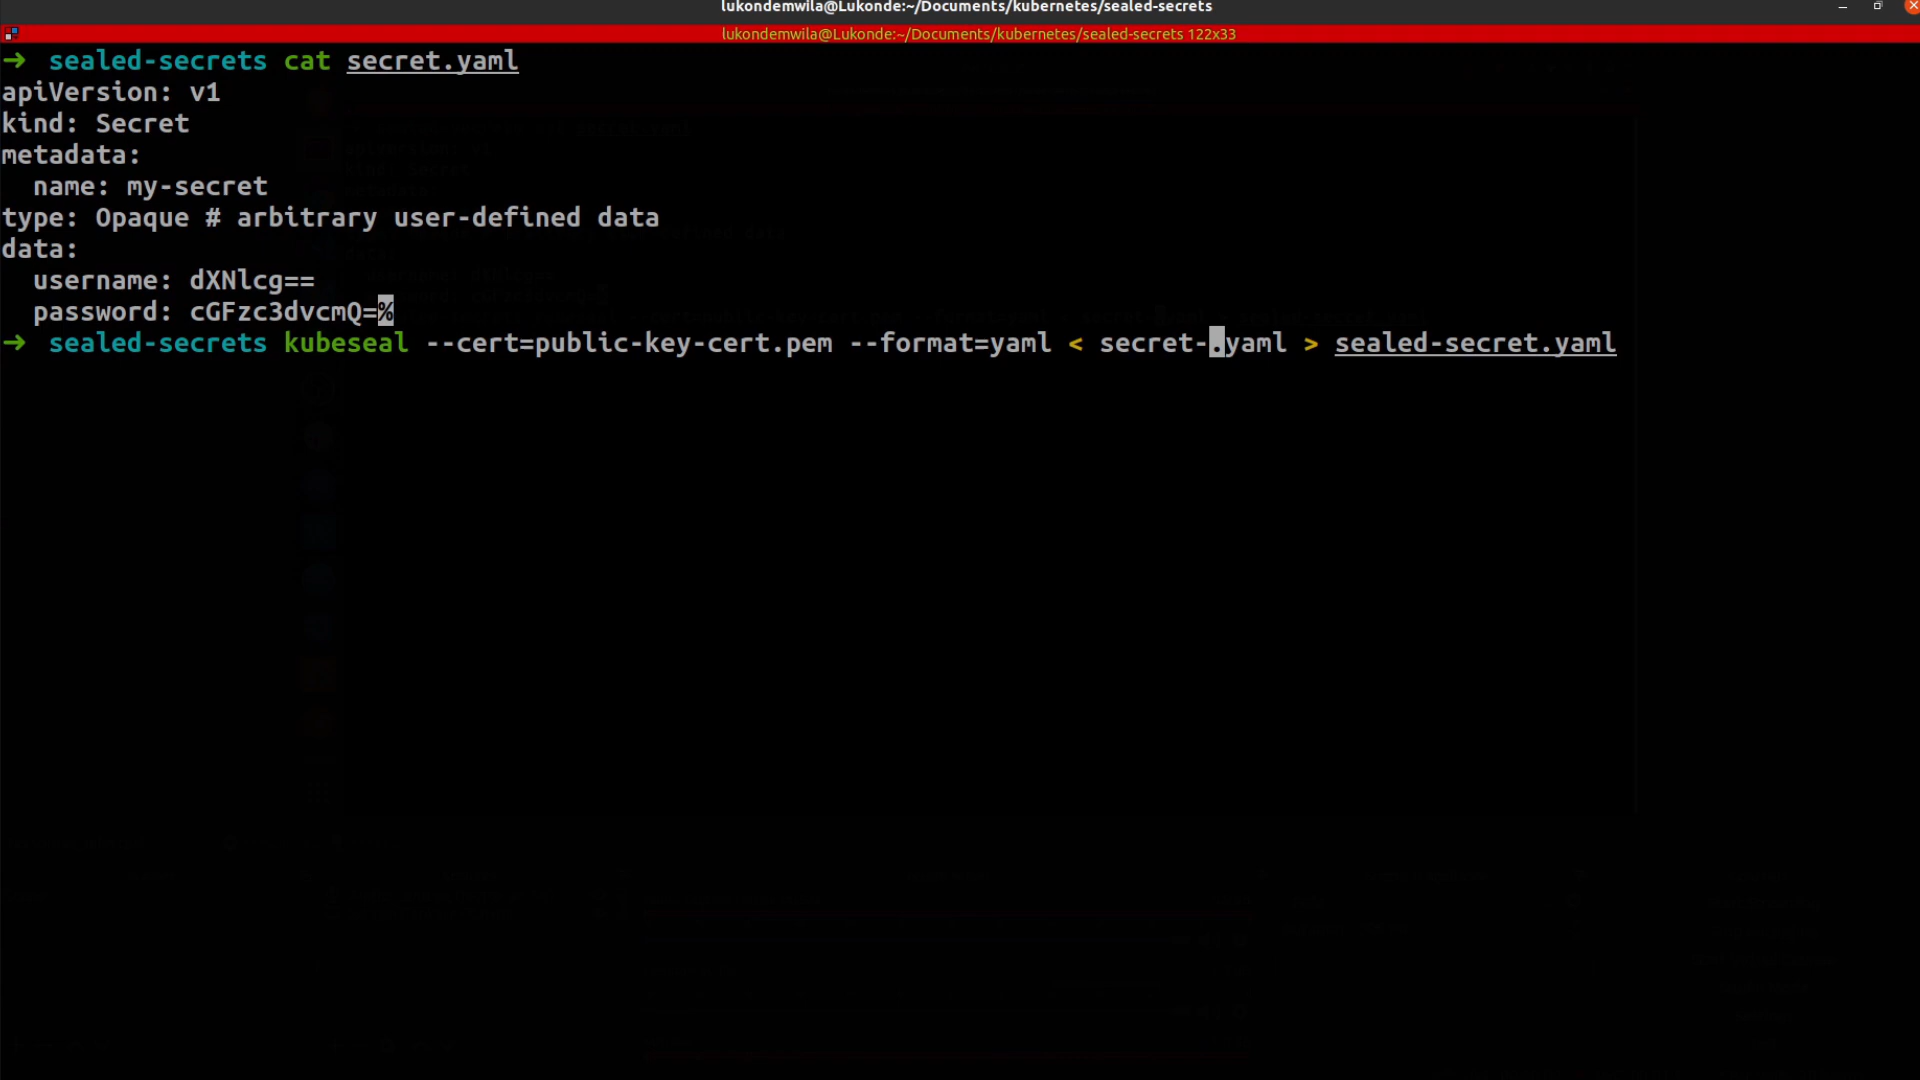 lukondemwila@Lukonde:~/Documents/kubernetes/sealed-secrets
lukondemwila@Lukonde:~/Documents/kubernetes/sealed-secrets 122x33
➜ sealed-secrets cat secret.yaml
apiVersion: v1
kind: Secret
metadata:
  name: my-secret
type: Opaque # arbitrary user-defined data
data:
  username: dXNlcg==
  password: cGFzc3dvcmQ=%
➜ sealed-secrets kubeseal --cert=public-key-cert.pem --format=yaml < secret-.yaml > sealed-secret.yaml